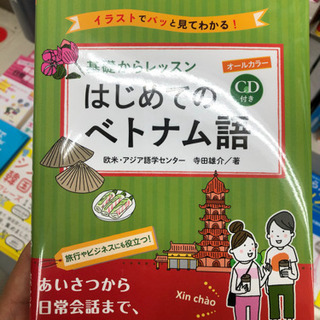 イラストでパッと見てわかる！
基礎からレッスン
オールカラー
CD
付き
はじめての
ベトナム語
欧米・アジア語学センター 寺田雄介／著
旅行やビジネスにも役立つ！
Xin chào
あいさつから
日常会話まで、
韓国